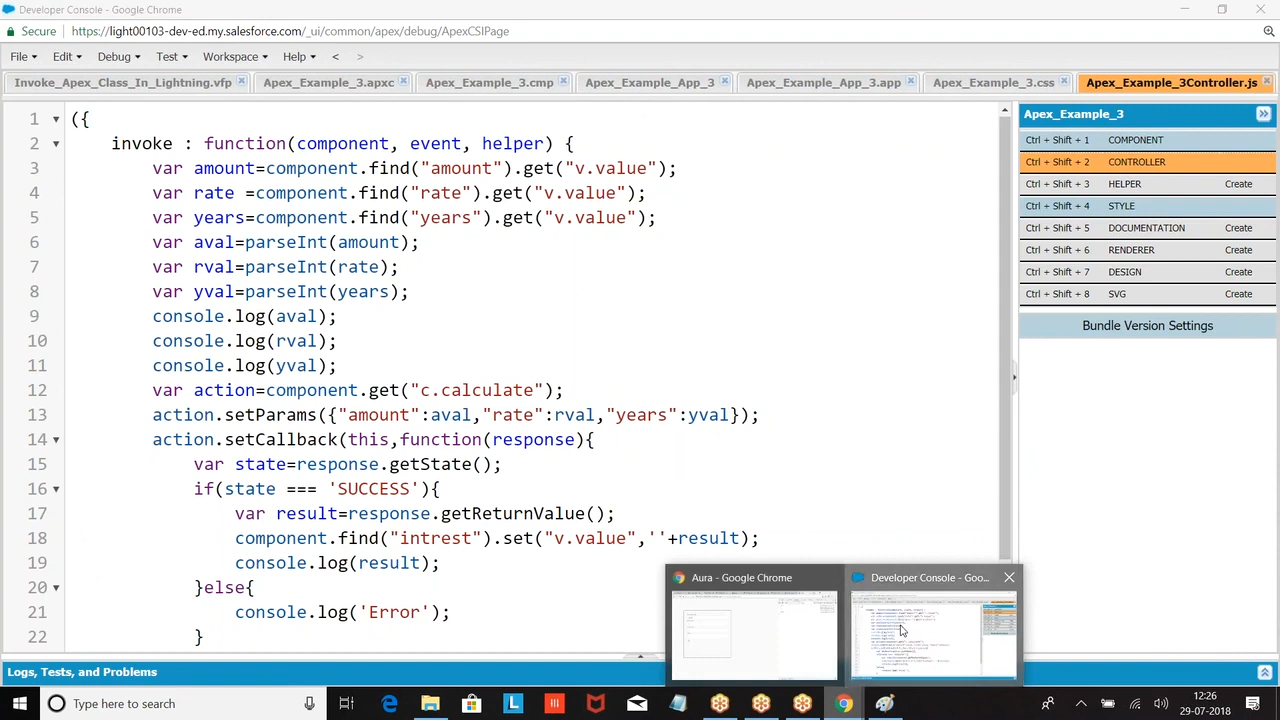 Developer Console - Google Chrome
Secure https://light00103-dev-ed.my.salesforce.com/_ui/common/apex/debug/ApexCSIPage
File Edit Debug Test Workspace Help < >
Invoke_Apex_Class_In_Lightning.vfp Apex_Example_3.apxc Apex_Example_3.cmp Apex_Example_App_3 Apex_Example_App_3.app Apex_Example_3.css Apex_Example_3Controller.js
1 ({
2 invoke : function(component, event, helper) {
3 var amount=component.find("amount").get("v.value");
4 var rate =component.find("rate").get("v.value");
5 var years=component.find("years").get("v.value");
6 var aval=parseInt(amount);
7 var rval=parseInt(rate);
8 var yval=parseInt(years);
9 console.log(aval);
10 console.log(rval);
11 console.log(yval);
12 var action=component.get("c.calculate");
13 action.setParams({"amount":aval,"rate":rval,"years":yval});
14 action.setCallback(this,function(response){
15 var state=response.getState();
16 if(state === 'SUCCESS'){
17 var result=response.getReturnValue();
18 component.find("intrest").set("v.value",''+result);
19 console.log(result);
20 }else{
21 console.log('Error');
22 }
Apex_Example_3
Ctrl + Shift + 1 COMPONENT
Ctrl + Shift + 2 CONTROLLER
Ctrl + Shift + 3 HELPER Create
Ctrl + Shift + 4 STYLE
Ctrl + Shift + 5 DOCUMENTATION Create
Ctrl + Shift + 6 RENDERER Create
Ctrl + Shift + 7 DESIGN Create
Ctrl + Shift + 8 SVG Create
Bundle Version Settings
Aura - Google Chrome
Developer Console - Goo...
Logs, Tests, and Problems
Type here to search
12:26
29-07-2018